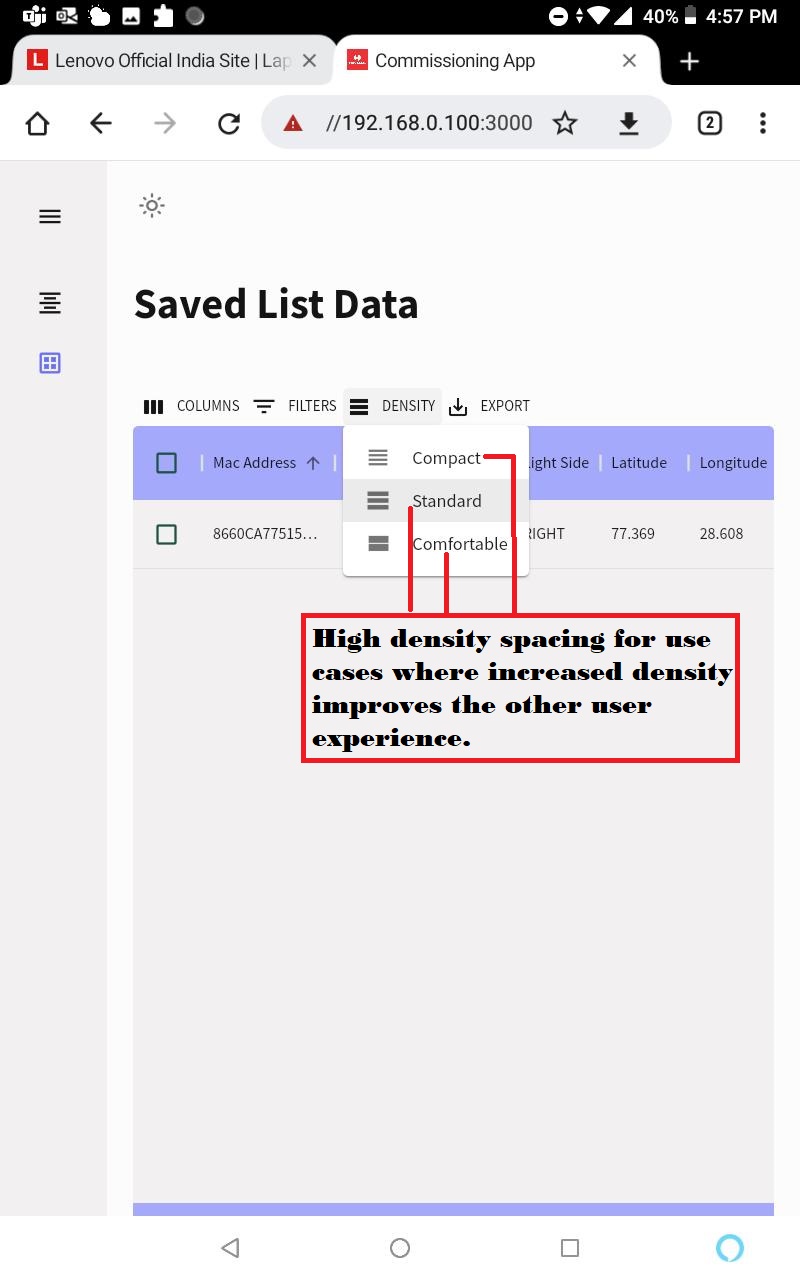 40% 4:57 PM
Lenovo Official India Site | Lap
Commissioning App
//192.168.0.100:3000
2
Saved List Data
COLUMNS FILTERS DENSITY EXPORT
Mac Address ight Side Latitude Longitude
8660CA77515... RIGHT 77.369 28.608
Compact
Standard
Comfortable
High density spacing for use
cases where increased density
improves the other user
experience.